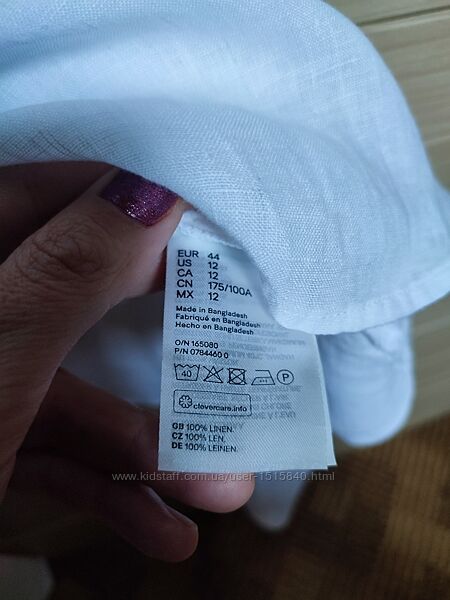 EUR 44
US 12
CA 12
CN 175/100A
MX 12
Made in Bangladesh
Fabriqué en Bangladesh
Hecho en Bangladesh
O/N 165080
P/N 0784460 0
40 P
clevercare.info
GB 100% LINEN.
CZ 100% LEN.
DE 100% LEINEN.
www.kidstaff.com.ua/user-1515840.html